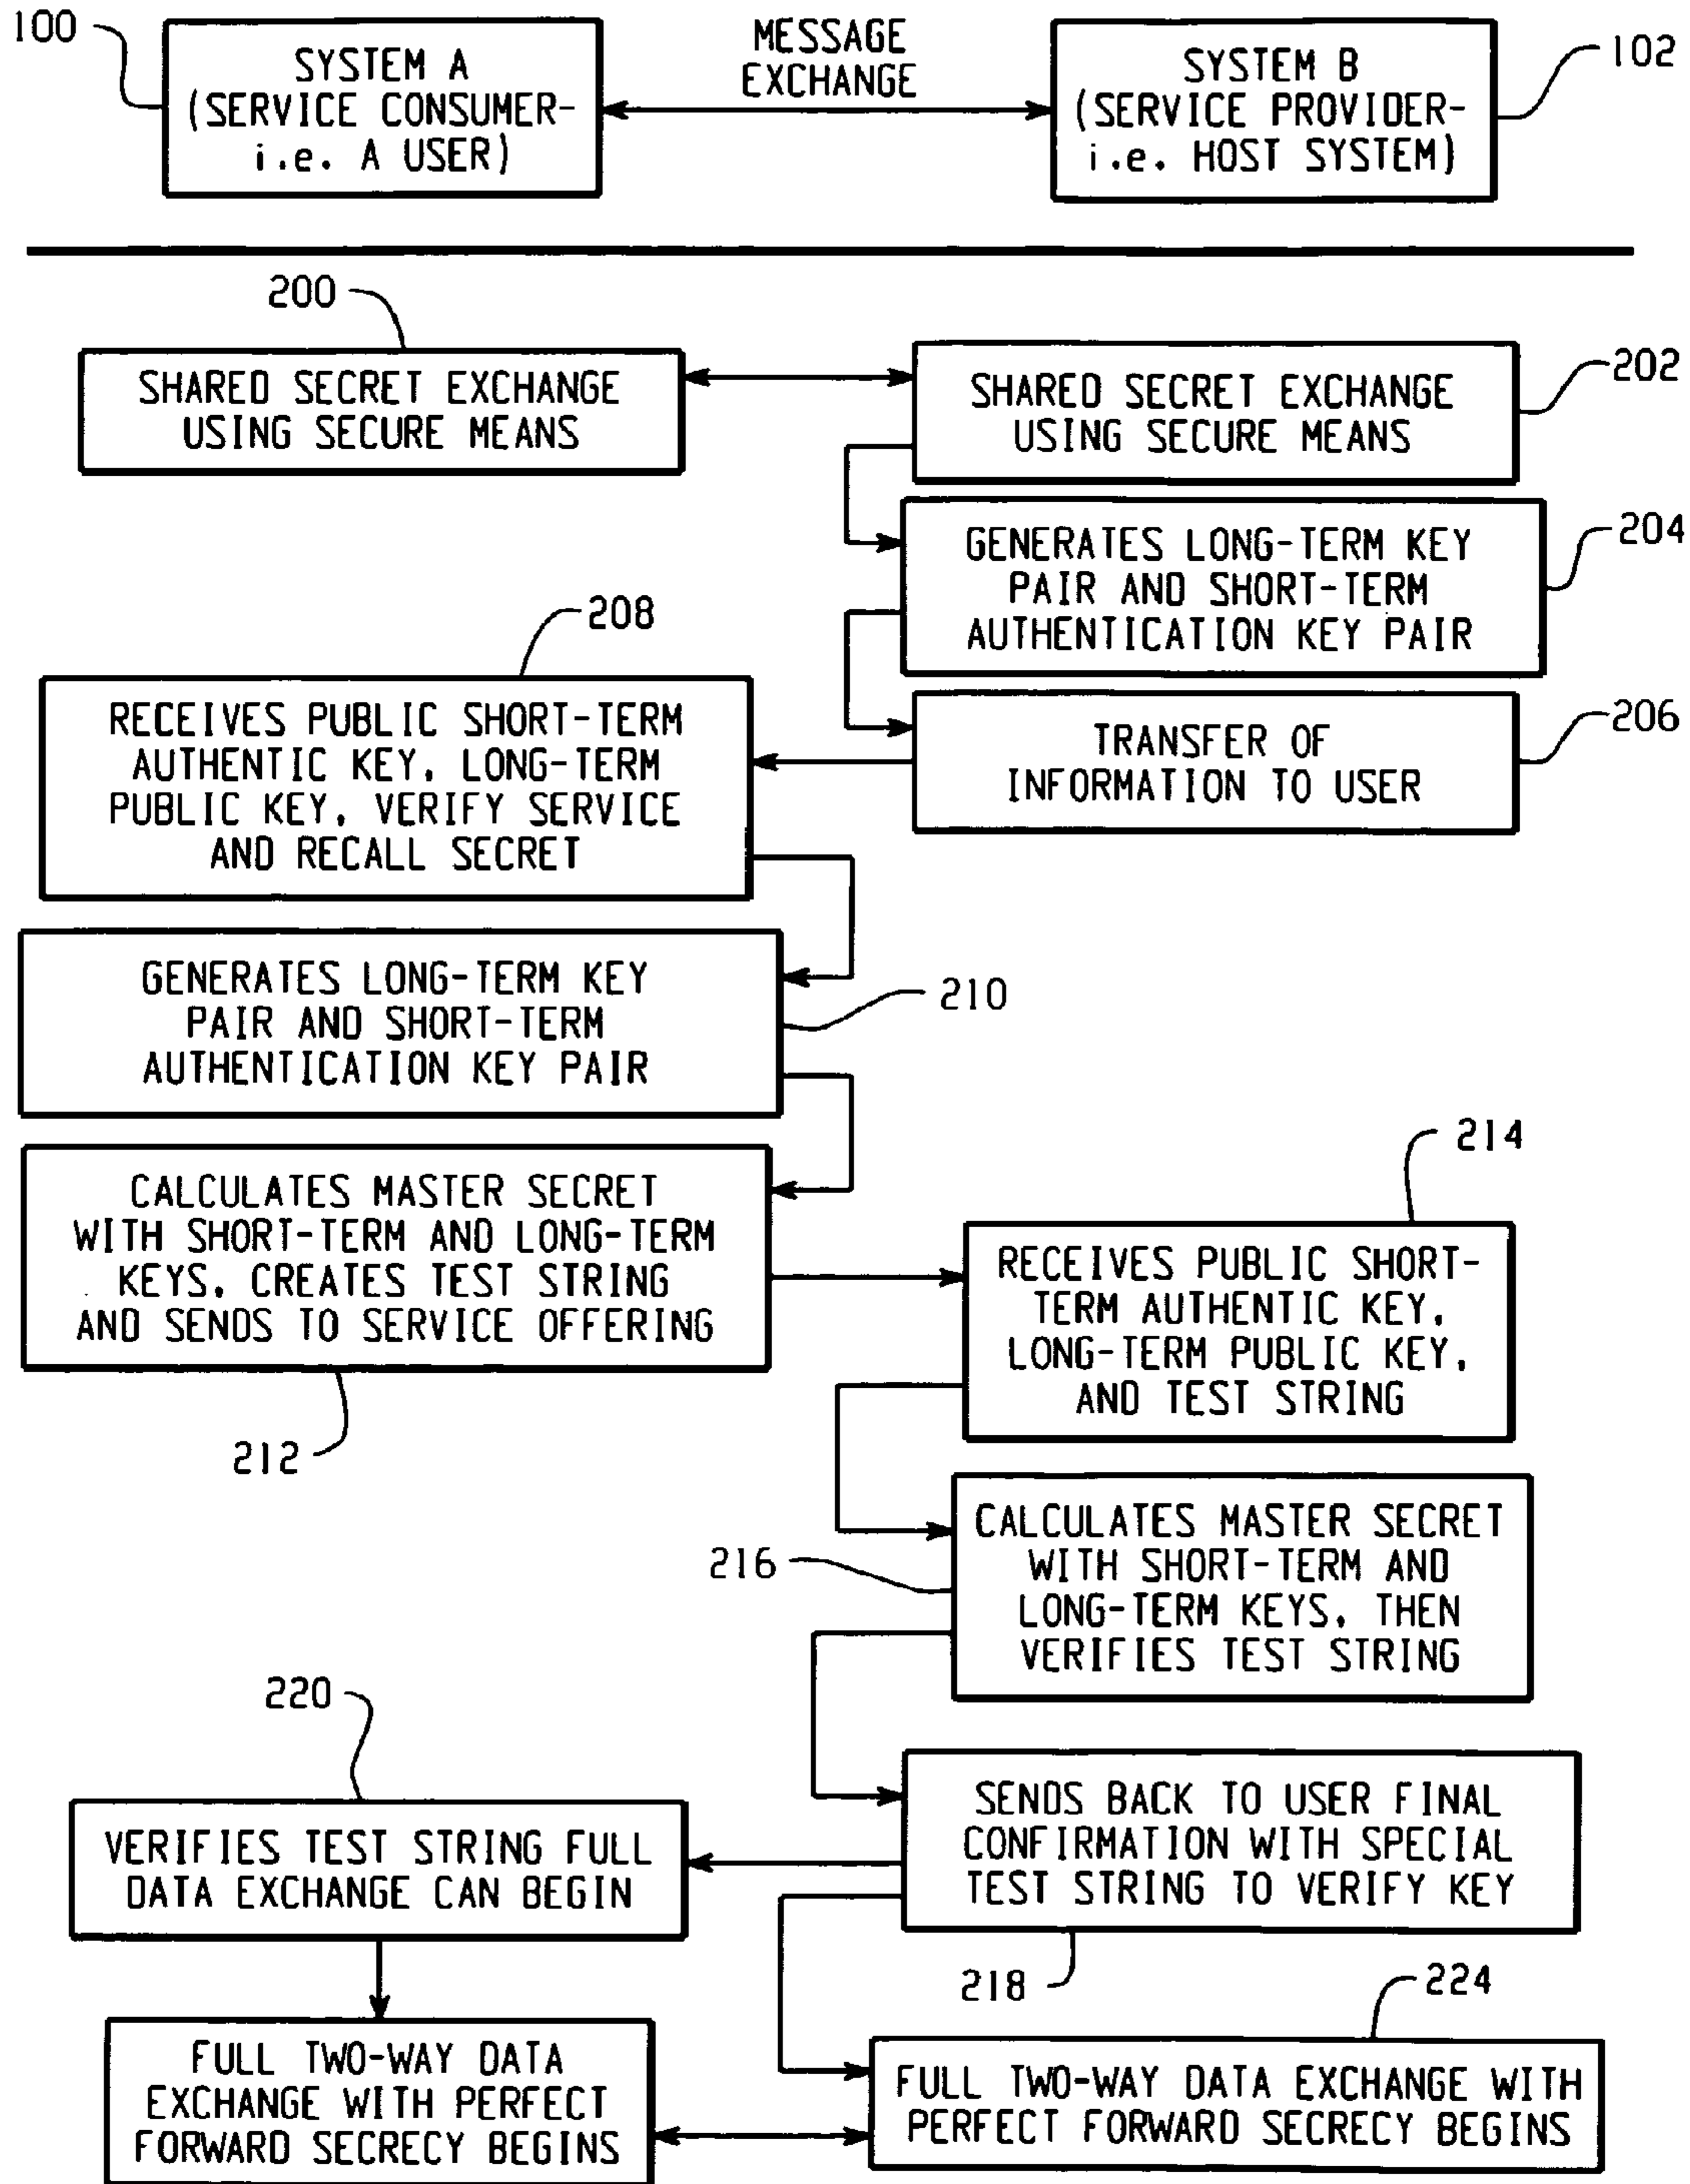 100
SYSTEM A
(SERVICE CONSUMER-
i.e. A USER)
MESSAGE
EXCHANGE
SYSTEM B
(SERVICE PROVIDER-
i.e. HOST SYSTEM)
102
200
SHARED SECRET EXCHANGE
USING SECURE MEANS
SHARED SECRET EXCHANGE
USING SECURE MEANS
202
GENERATES LONG-TERM KEY
PAIR AND SHORT-TERM
AUTHENTICATION KEY PAIR
204
TRANSFER OF
INFORMATION TO USER
206
208
RECEIVES PUBLIC SHORT-TERM
AUTHENTIC KEY, LONG-TERM
PUBLIC KEY, VERIFY SERVICE
AND RECALL SECRET
GENERATES LONG-TERM KEY
PAIR AND SHORT-TERM
AUTHENTICATION KEY PAIR
210
CALCULATES MASTER SECRET
WITH SHORT-TERM AND LONG-TERM
KEYS, CREATES TEST STRING
AND SENDS TO SERVICE OFFERING
212
214
RECEIVES PUBLIC SHORT-
TERM AUTHENTIC KEY,
LONG-TERM PUBLIC KEY,
AND TEST STRING
216
CALCULATES MASTER SECRET
WITH SHORT-TERM AND
LONG-TERM KEYS, THEN
VERIFIES TEST STRING
SENDS BACK TO USER FINAL
CONFIRMATION WITH SPECIAL
TEST STRING TO VERIFY KEY
218
220
VERIFIES TEST STRING FULL
DATA EXCHANGE CAN BEGIN
FULL TWO-WAY DATA
EXCHANGE WITH PERFECT
FORWARD SECRECY BEGINS
224
FULL TWO-WAY DATA EXCHANGE WITH
PERFECT FORWARD SECRECY BEGINS